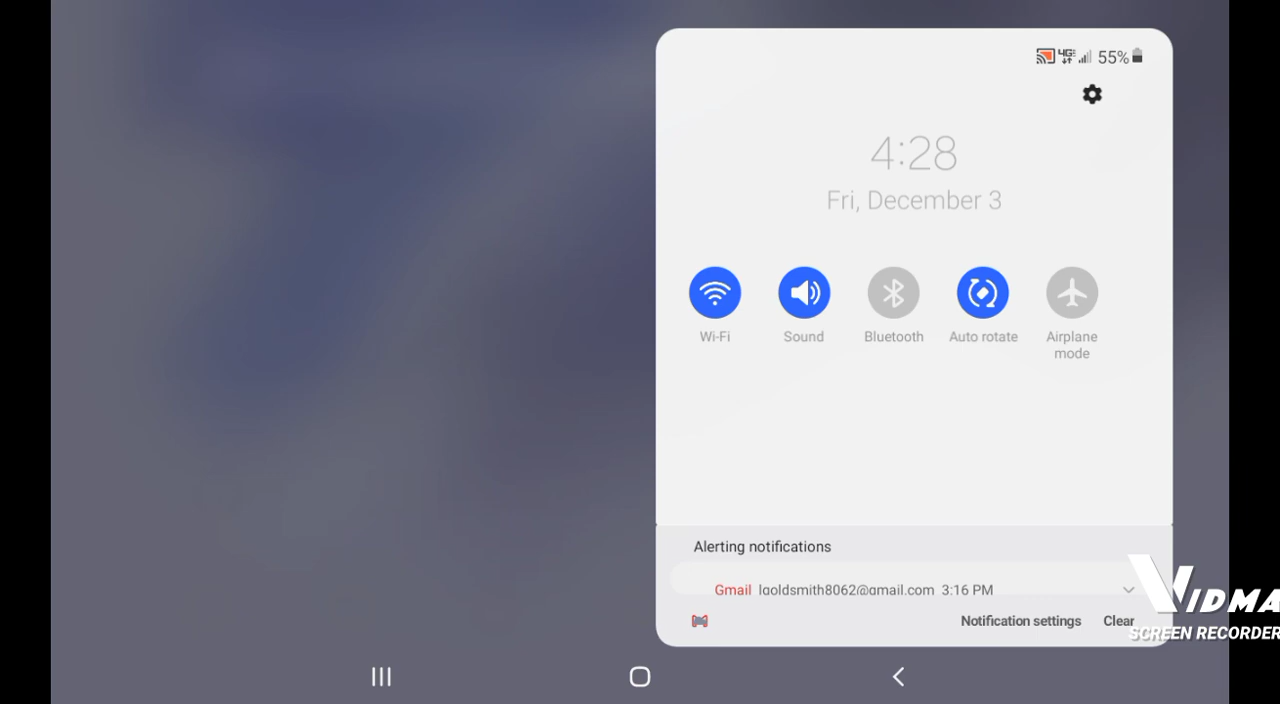 4G 55%
4:28
Fri, December 3
Wi-Fi Sound Bluetooth Auto rotate Airplane mode
Alerting notifications
Gmail lgoldsmith8062@gmail.com 3:16 PM
Notification settings Clear
VIDMA
SCREEN RECORDER